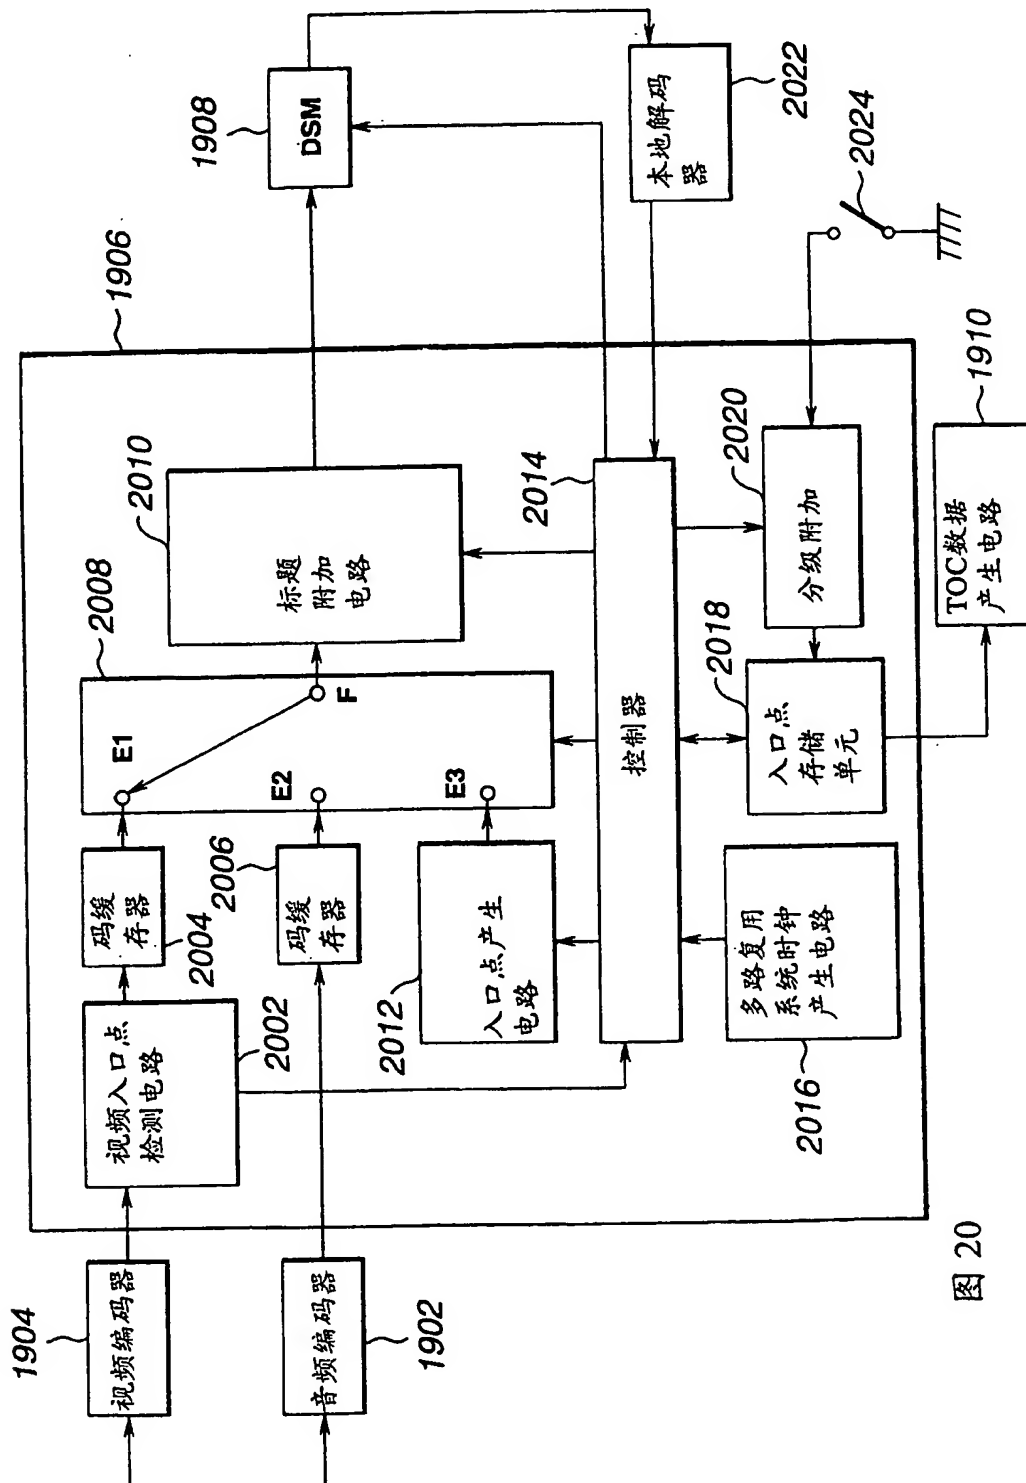 1904
视频编码器
1902
音频编码器
1906
视频入口点
检测电路
2002
码缓
存器
2004
码缓
存器
2006
2008
E1
E2
E3
F
标题
附加
电路
2010
DSM
1908
入口点产生
电路
2012
控制器
2014
本地解码
器
2022
多路复用
系统时钟
产生电路
2016
入口点
存储
单元
2018
分级附加
2020
2024
TOC数据
产生电路
1910
图 20